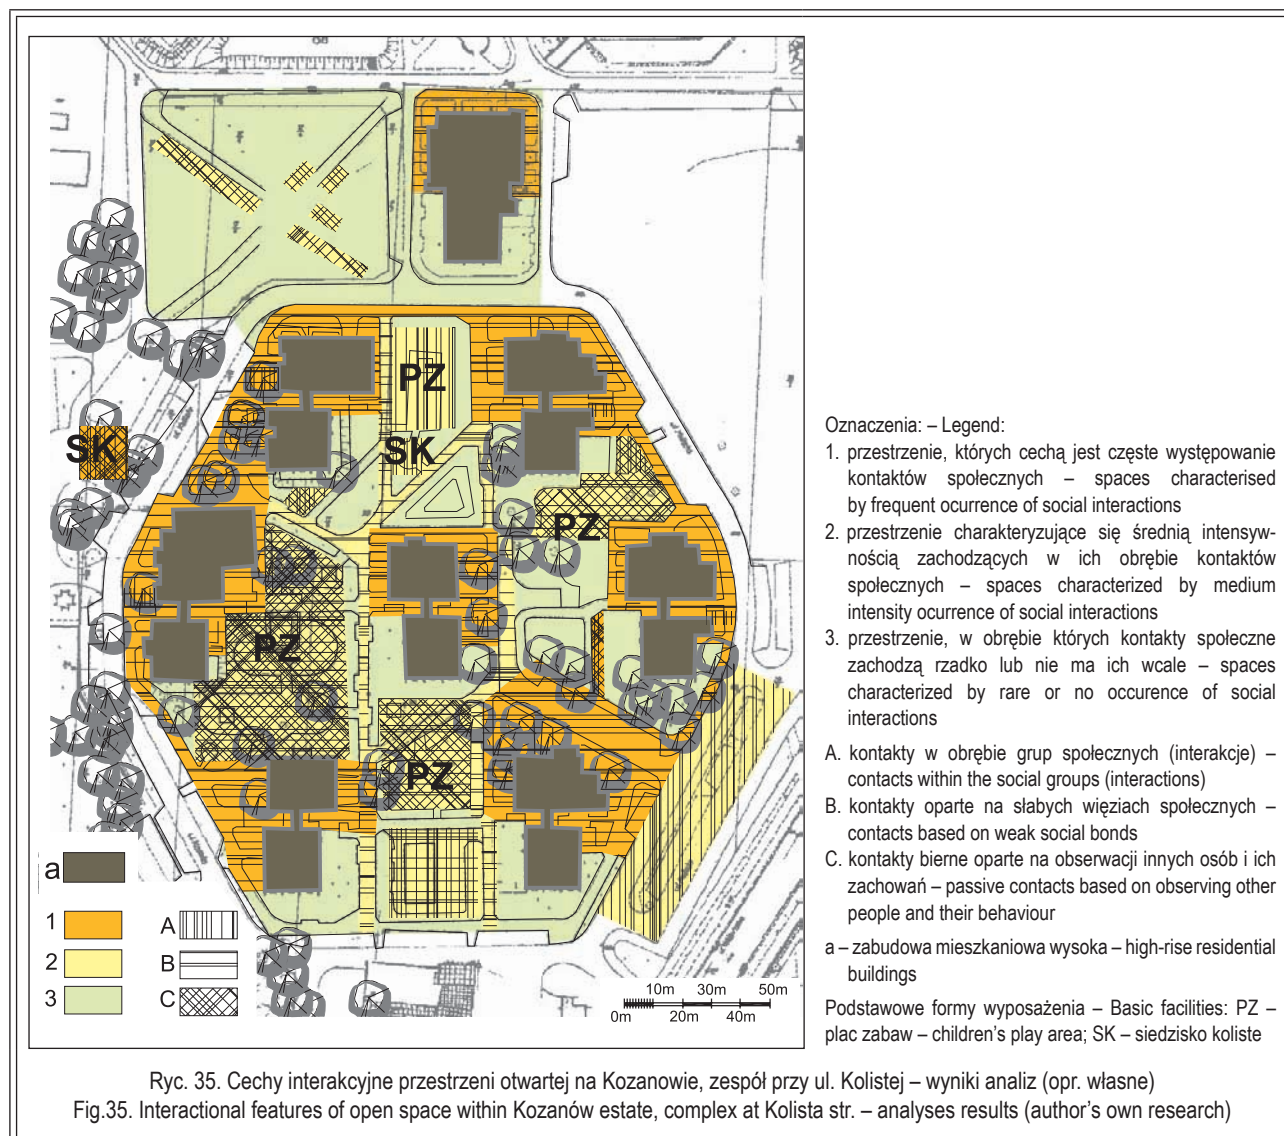 PZ
SK
SK
PZ
PZ
PZ
a
1
2
3
A
B
C
10m 30m 50m
0m 20m 40m
Oznaczenia: – Legend:
1. przestrzenie, których cechą jest częste występowanie
kontaktów społecznych – spaces characterised
by frequent ocurrence of social interactions
2. przestrzenie charakteryzujące się średnią intensyw-
nością zachodzących w ich obrębie kontaktów
społecznych – spaces characterized by medium
intensity ocurrence of social interactions
3. przestrzenie, w obrębie których kontakty społeczne
zachodzą rzadko lub nie ma ich wcale – spaces
characterized by rare or no occurence of social
interactions
A. kontakty w obrębie grup społecznych (interakcje) –
contacts within the social groups (interactions)
B. kontakty oparte na słabych więziach społecznych –
contacts based on weak social bonds
C. kontakty bierne oparte na obserwacji innych osób i ich
zachowań – passive contacts based on observing other
people and their behaviour
a – zabudowa mieszkaniowa wysoka – high-rise residential
buildings
Podstawowe formy wyposażenia – Basic facilities: PZ –
plac zabaw – children's play area; SK – siedzisko koliste
Ryc. 35. Cechy interakcyjne przestrzeni otwartej na Kozanowie, zespół przy ul. Kolistej – wyniki analiz (opr. własne)
Fig.35. Interactional features of open space within Kozanów estate, complex at Kolista str. – analyses results (author's own research)